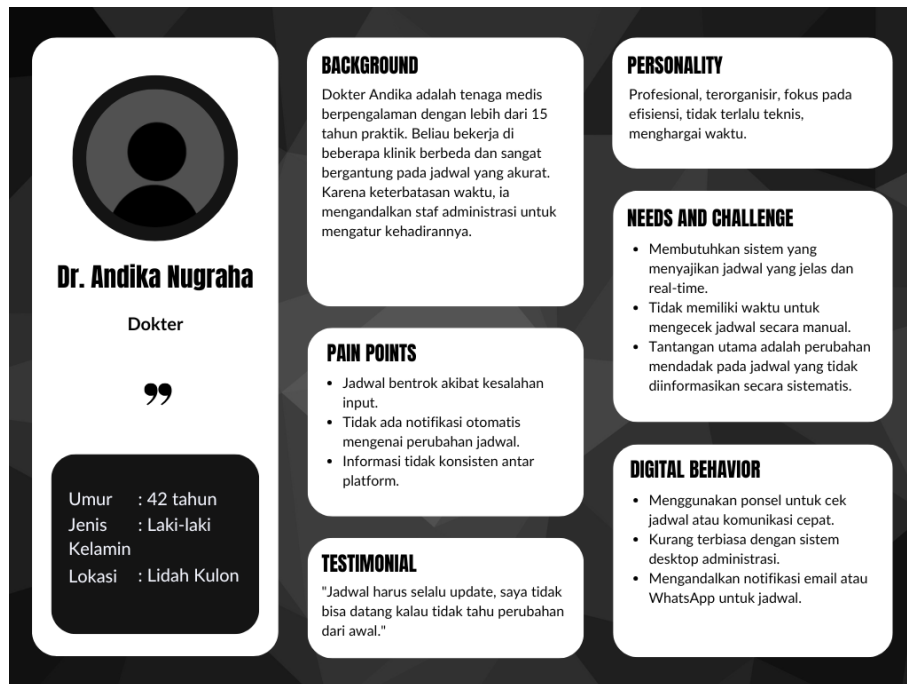 Dr. Andika Nugraha
Dokter
”
Umur : 42 tahun
Jenis : Laki-laki
Kelamin
Lokasi : Lidah Kulon
BACKGROUND
Dokter Andika adalah tenaga medis
berpengalaman dengan lebih dari 15
tahun praktik. Beliau bekerja di
beberapa klinik berbeda dan sangat
bergantung pada jadwal yang akurat.
Karena keterbatasan waktu, ia
mengandalkan staf administrasi untuk
mengatur kehadirannya.
PAIN POINTS
• Jadwal bentrok akibat kesalahan
input.
• Tidak ada notifikasi otomatis
mengenai perubahan jadwal.
• Informasi tidak konsisten antar
platform.
TESTIMONIAL
"Jadwal harus selalu update, saya tidak
bisa datang kalau tidak tahu perubahan
dari awal."
PERSONALITY
Profesional, terorganisir, fokus pada
efisiensi, tidak terlalu teknis,
menghargai waktu.
NEEDS AND CHALLENGE
• Membutuhkan sistem yang
menyajikan jadwal yang jelas dan
real-time.
• Tidak memiliki waktu untuk
mengecek jadwal secara manual.
• Tantangan utama adalah perubahan
mendadak pada jadwal yang tidak
diinformasikan secara sistematis.
DIGITAL BEHAVIOR
• Menggunakan ponsel untuk cek
jadwal atau komunikasi cepat.
• Kurang terbiasa dengan sistem
desktop administrasi.
• Mengandalkan notifikasi email atau
WhatsApp untuk jadwal.